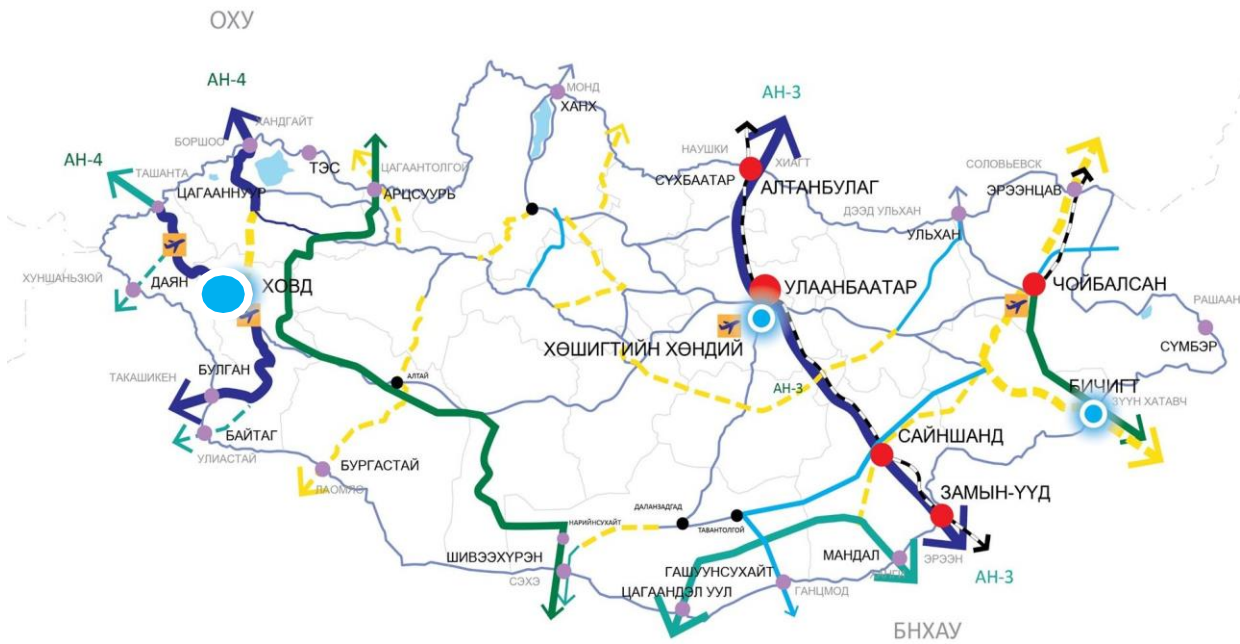 ОХУ
АН-4
АН-3
МОНД
ХАНХ
ХАНДГАЙТ
БОРШОО
ТЭС
АН-4
ТАШАНТА
ЦАГААНТОЛГОЙ
ЦАГААННУУР
АРЦСУУРЬ
НАУШКИ
ХИАГТ
СҮХБААТАР
АЛТАНБУЛАГ
СОЛОВЬЕВСК
ЭРЭЭНЦАВ
ДЭЭД УЛЬХАН
УЛЬХАН
ХУНШАНЬЗЮЙ
ДАЯН
ХОВД
УЛААНБААТАР
ЧОЙБАЛСАН
РАШААН
СҮМБЭР
ХӨШИГТИЙН ХӨНДИЙ
ТАКАШИКЕН
БУЛГАН
АЛТАЙ
АН-3
БИЧИГТ
ЗҮҮН ХАТАВЧ
БАЙТАГ
УЛИАСТАЙ
БУРГАСТАЙ
ЛАОМЯО
САЙНШАНД
ЗАМЫН-ҮҮД
ДАЛАНЗАДГАД
ТАВАНТОЛГОЙ
НАРИЙНСУХАЙТ
ШИВЭЭХҮРЭН
СЭХЭ
МАНДАЛ
ЭРЭЭН
ГАШУУНСУХАЙТ
ГАНЦМОД
АН-3
ЦАГААНДЭЛ УУЛ
БНХАУ